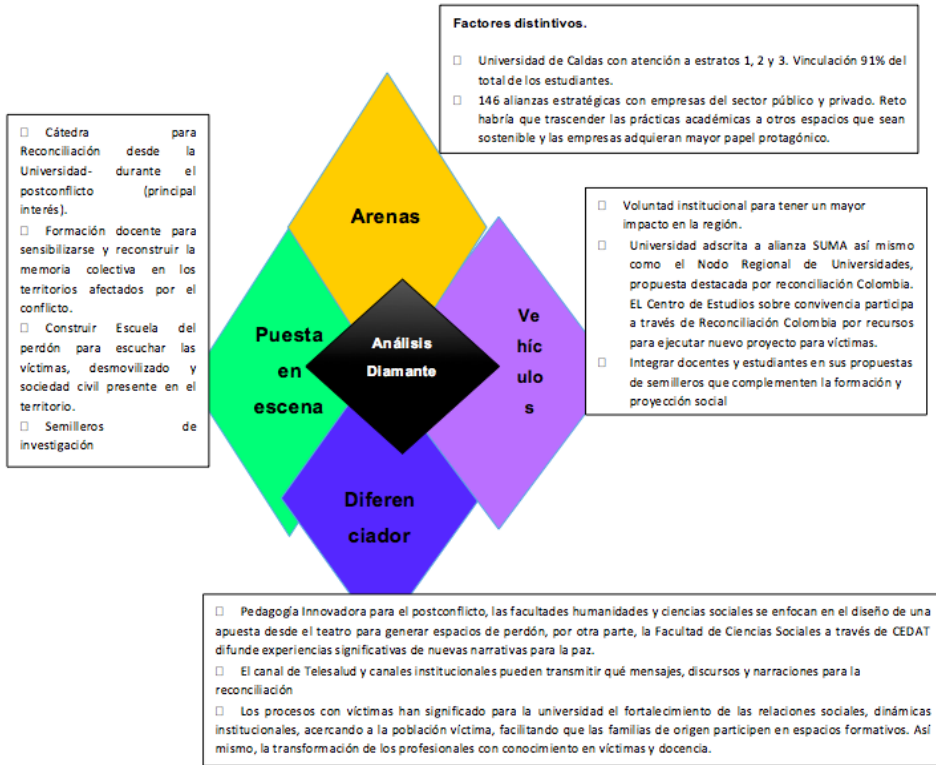 Factores distintivos.
□ Universidad de Caldas con atención a estratos 1, 2 y 3. Vinculación 91% del
total de los estudiantes.
□ 146 alianzas estratégicas con empresas del sector público y privado. Reto
habría que trascender las prácticas académicas a otros espacios que sean
sostenible y las empresas adquieran mayor papel protagónico.
□ Cátedra para
Reconciliación desde la
Universidad- durante el
postconflicto (principal
interés).
□ Formación docente para
sensibilizarse y reconstruir la
memoria colectiva en los
territorios afectados por el
conflicto.
□ Construir Escuela del
perdón para escuchar las
víctimas, desmovilizado y
sociedad civil presente en el
territorio.
□ Semilleros de
investigación
Arenas
Puesta
en
escena
Análisis
Diamante
Ve
híc
ulo
s
Diferen
ciador
□ Voluntad institucional para tener un mayor
impacto en la región.
□ Universidad adscrita a alianza SUMA así mismo
como el Nodo Regional de Universidades,
propuesta destacada por reconciliación Colombia.
EL Centro de Estudios sobre convivencia participa
a través de Reconciliación Colombia por recursos
para ejecutar nuevo proyecto para víctimas.
□ Integrar docentes y estudiantes en sus propuestas
de semilleros que complementen la formación y
proyección social
□ Pedagogía Innovadora para el postconflicto, las facultades humanidades y ciencias sociales se enfocan en el diseño de una
apuesta desde el teatro para generar espacios de perdón, por otra parte, la Facultad de Ciencias Sociales a través de CEDAT
difunde experiencias significativas de nuevas narrativas para la paz.
□ El canal de Telesalud y canales institucionales pueden transmitir qué mensajes, discursos y narraciones para la
reconciliación
□ Los procesos con víctimas han significado para la universidad el fortalecimiento de las relaciones sociales, dinámicas
institucionales, acercando a la población víctima, facilitando que las familias de origen participen en espacios formativos. Así
mismo, la transformación de los profesionales con conocimiento en víctimas y docencia.